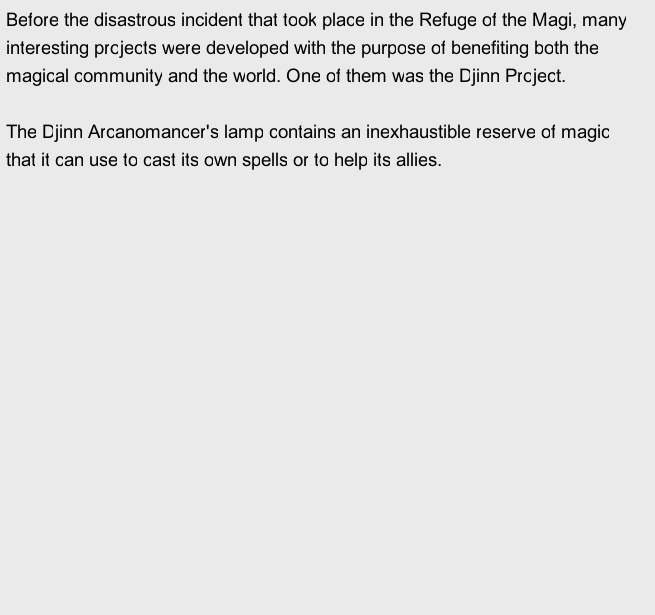 Before the disastrous incident that took place in the Refuge of the Magi, many
interesting projects were developed with the purpose of benefiting both the
magical community and the world. One of them was the Djinn Project.

The Djinn Arcanomancer's lamp contains an inexhaustible reserve of magic
that it can use to cast its own spells or to help its allies.